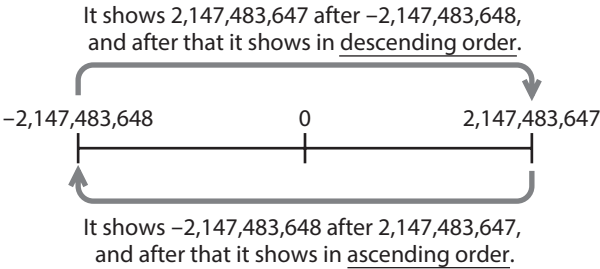 It shows 2,147,483,647 after –2,147,483,648,
and after that it shows in descending order.
–2,147,483,648 0 2,147,483,647
It shows –2,147,483,648 after 2,147,483,647,
and after that it shows in ascending order.